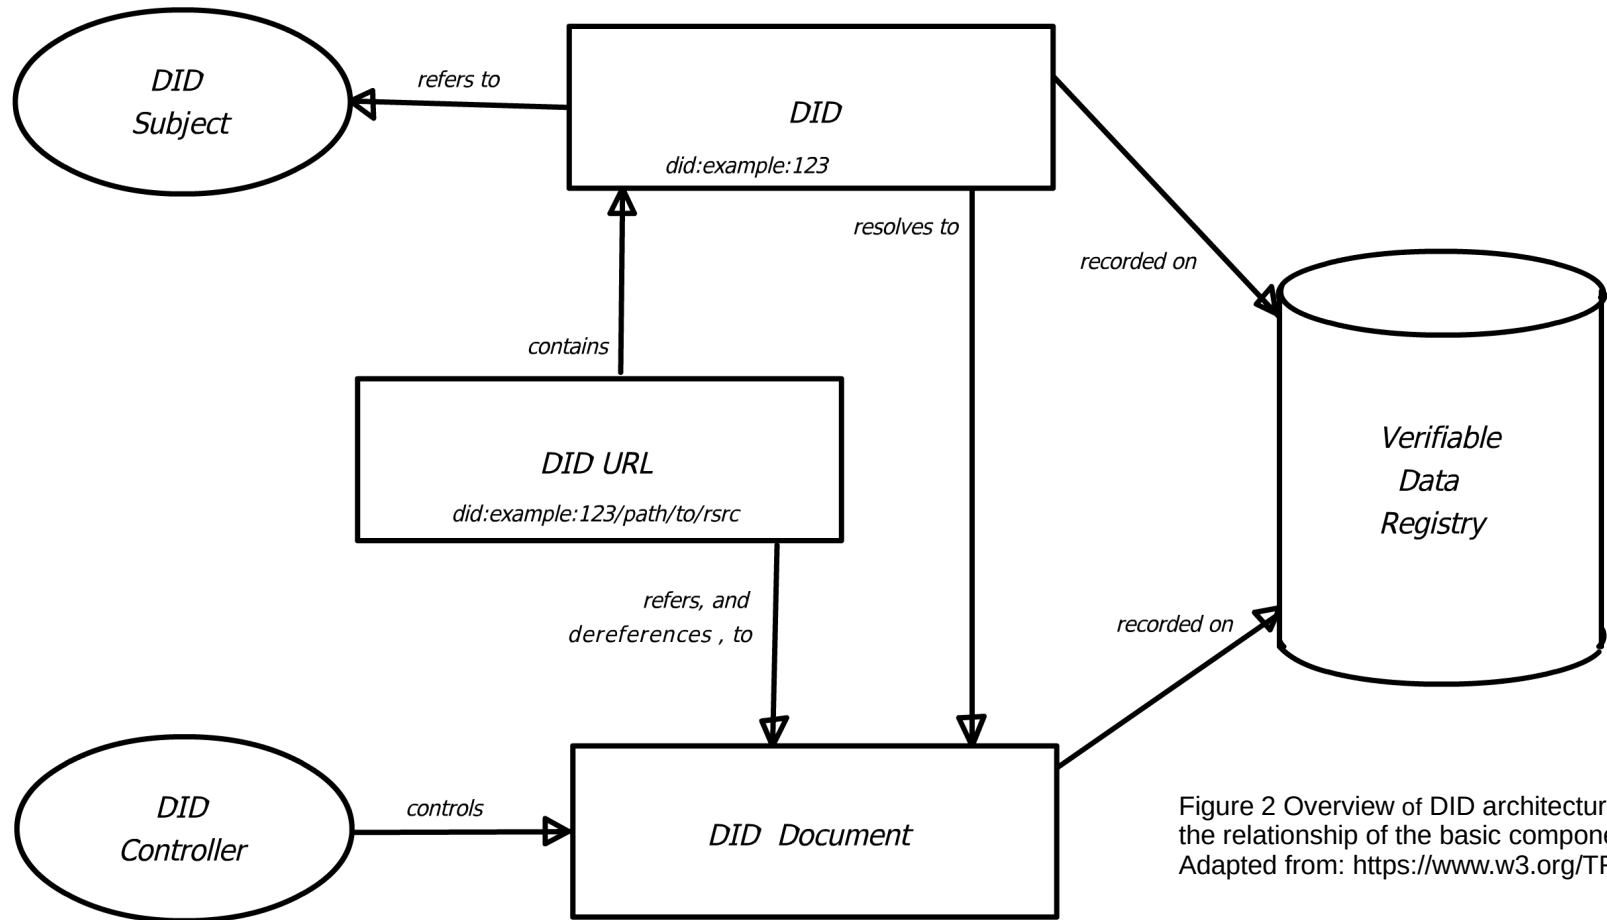 DID
Subject
refers to
DID
did:example:123
resolves to
recorded on
contains
DID URL
did:example:123/path/to/rsrc
Verifiable
Data
Registry
refers, and
dereferences , to
recorded on
DID
Controller
controls
DID Document
Figure 2 Overview of DID architectur
the relationship of the basic compone
Adapted from: https://www.w3.org/TR